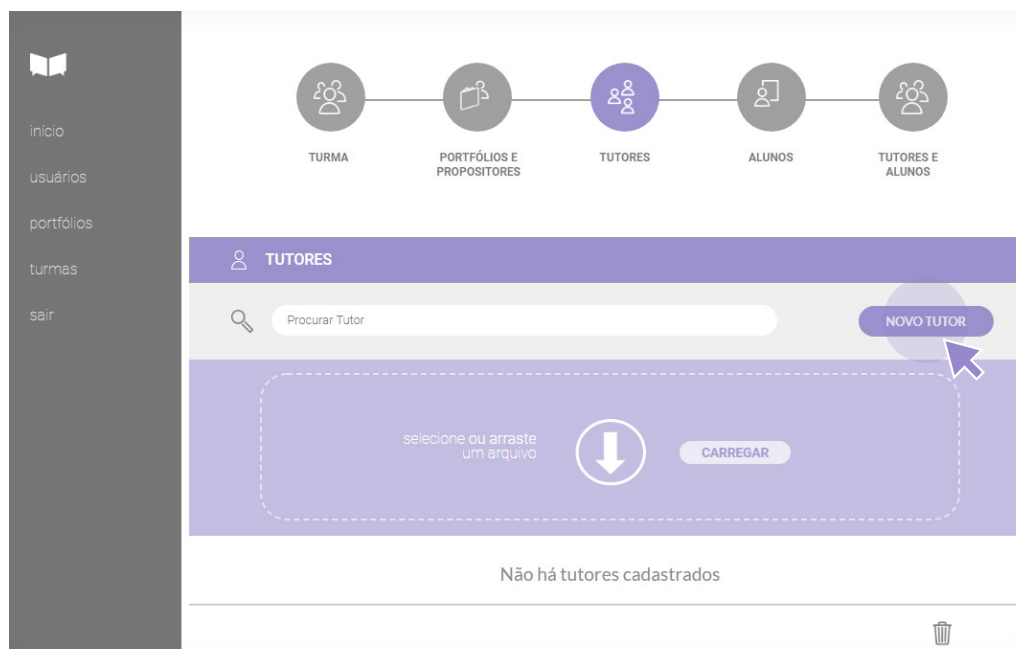 início
usuários
portfólios
turmas
sair
TURMA
PORTFÓLIOS E
PROPOSITORES
TUTORES
ALUNOS
TUTORES E
ALUNOS
TUTORES
Procurar Tutor
NOVO TUTOR
selecione ou arraste
um arquivo
CARREGAR
Não há tutores cadastrados